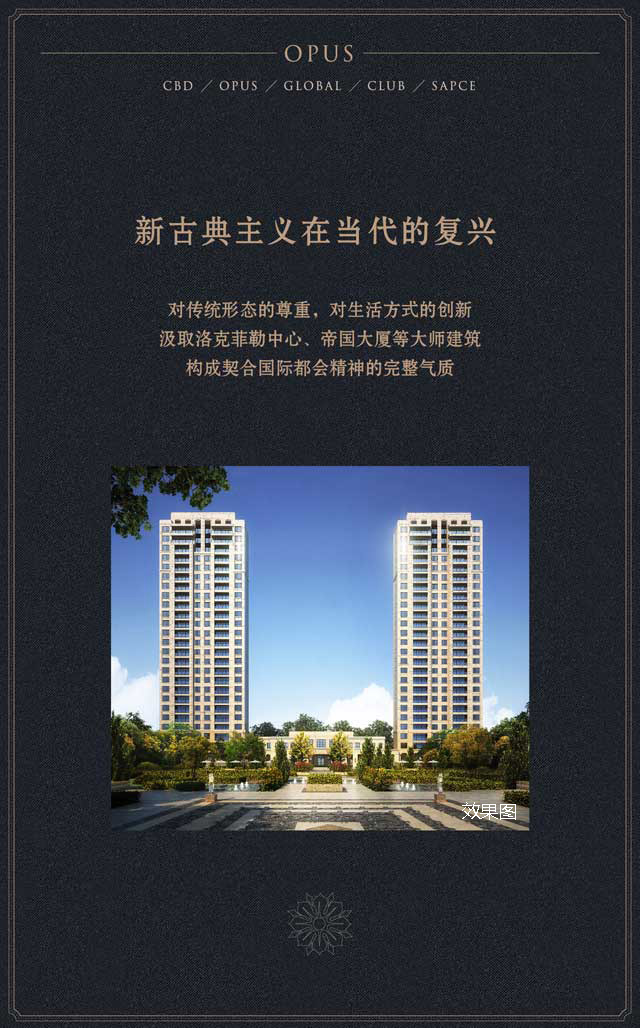 OPUS
CBD / OPUS / GLOBAL / CLUB / SAPCE
新古典主义在当代的复兴
对传统形态的尊重，对生活方式的创新
汲取洛克菲勒中心、帝国大厦等大师建筑
构成契合国际都会精神的完整气质
效果图